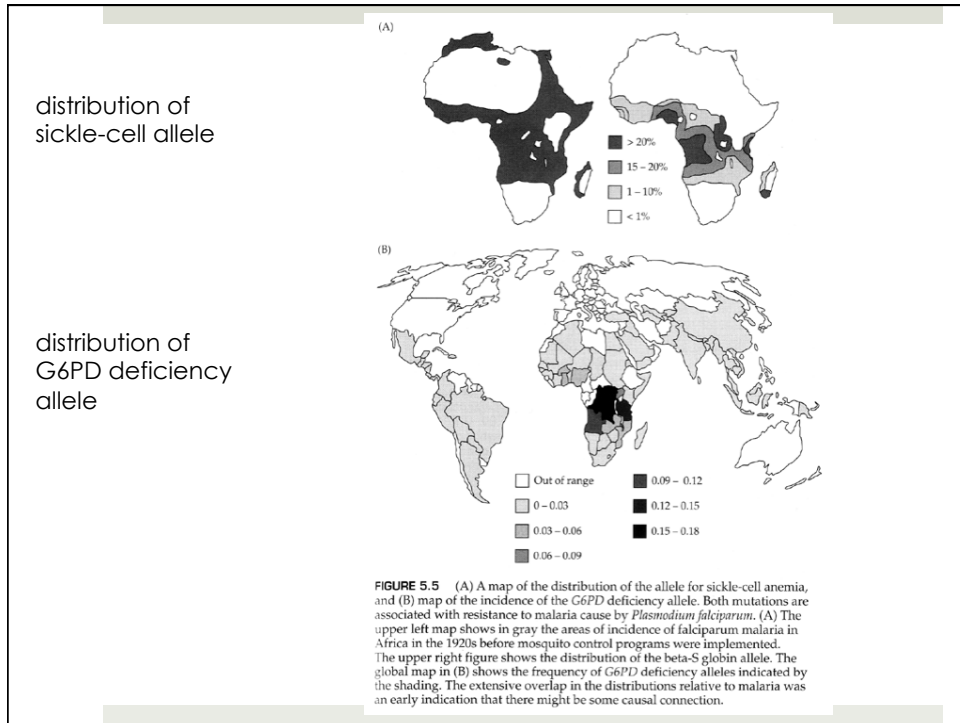 distribution of
sickle-cell allele
(A)
> 20%
15 – 20%
1 – 10%
< 1%
distribution of
G6PD deficiency
allele
(B)
Out of range
0 – 0.03
0.03 – 0.06
0.06 – 0.09
0.09 – 0.12
0.12 – 0.15
0.15 – 0.18
FIGURE 5.5 (A) A map of the distribution of the allele for sickle-cell anemia,
and (B) map of the incidence of the G6PD deficiency allele. Both mutations are
associated with resistance to malaria cause by Plasmodium falciparum. (A) The
upper left map shows in gray the areas of incidence of falciparum malaria in
Africa in the 1920s before mosquito control programs were implemented.
The upper right figure shows the distribution of the beta-S globin allele. The
global map in (B) shows the frequency of G6PD deficiency alleles indicated by
the shading. The extensive overlap in the distributions relative to malaria was
an early indication that there might be some causal connection.